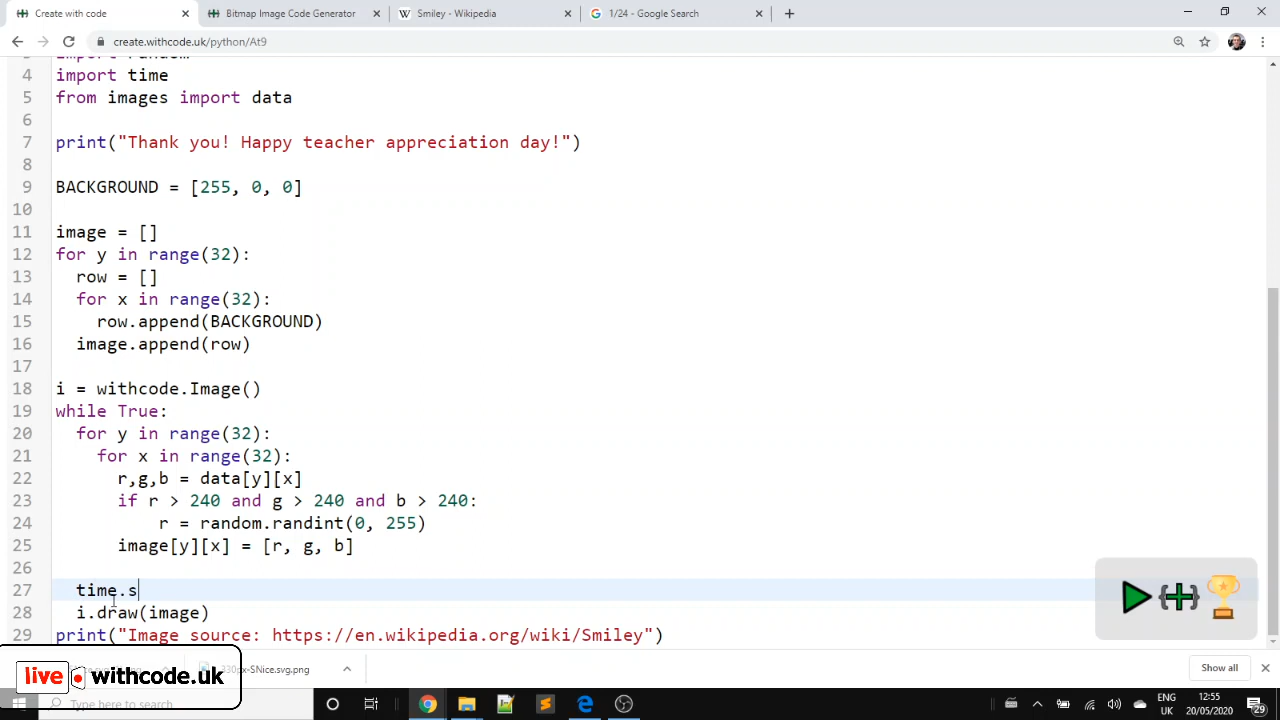 Create with code
Bitmap Image Code Generator
Smiley - Wikipedia
1/24 - Google Search
create.withcode.uk/python/At9
4 import time
5 from images import data
6
7 print("Thank you! Happy teacher appreciation day!")
8
9 BACKGROUND = [255, 0, 0]
10
11 image = []
12 for y in range(32):
13 row = []
14 for x in range(32):
15 row.append(BACKGROUND)
16 image.append(row)
17
18 i = withcode.Image()
19 while True:
20 for y in range(32):
21 for x in range(32):
22 r,g,b = data[y][x]
23 if r > 240 and g > 240 and b > 240:
24 r = random.randint(0, 255)
25 image[y][x] = [r, g, b]
26
27 time.s
28 i.draw(image)
29 print("Image source: https://en.wikipedia.org/wiki/Smiley")
330px-SNice.svg.png
Show all
live withcode.uk
Type here to search
ENG
UK
12:55
20/05/2020
29